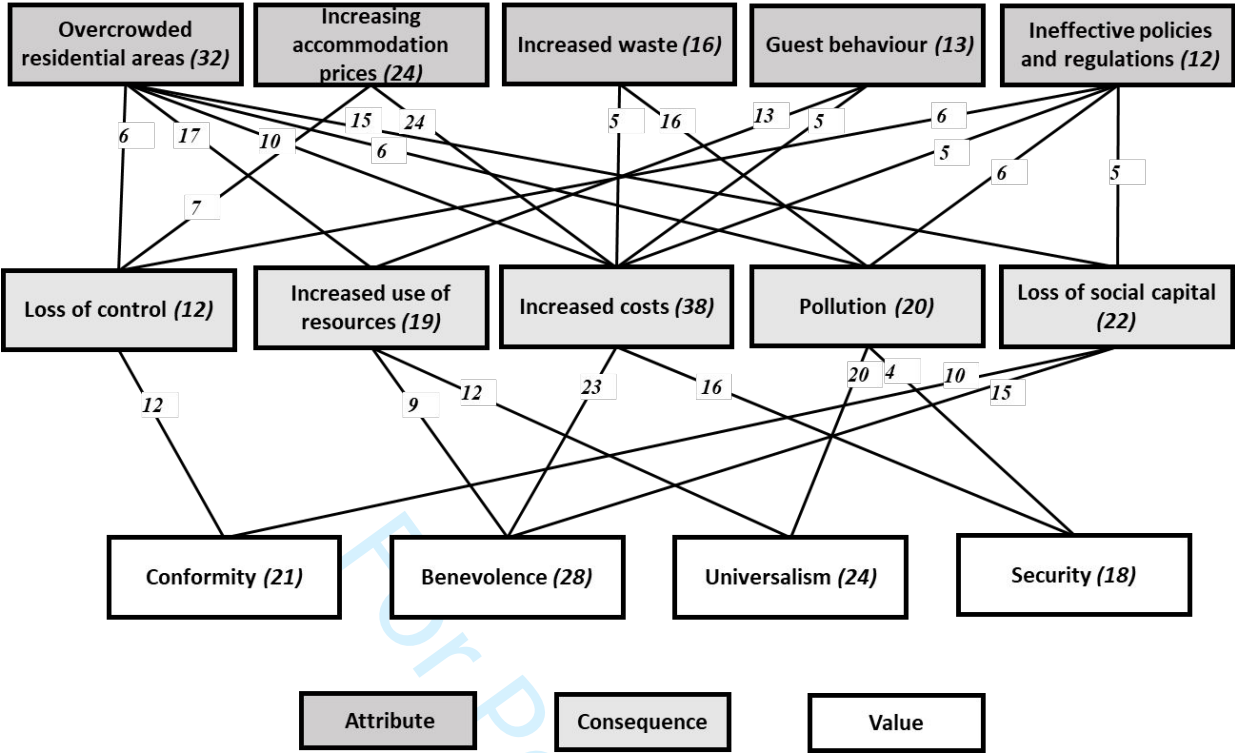 Overcrowded
residential areas (32)
Increasing
accommodation
prices (24)
Increased waste (16)
Guest behaviour (13)
Ineffective policies
and regulations (12)
6
17
10
15
24
6
5
16
13
5
6
5
7
6
5
Loss of control (12)
Increased use of
resources (19)
Increased costs (38)
Pollution (20)
Loss of social capital
(22)
12
9
12
23
16
20
4
10
15
Conformity (21)
Benevolence (28)
Universalism (24)
Security (18)
For Pe
Attribute
Consequence
Value